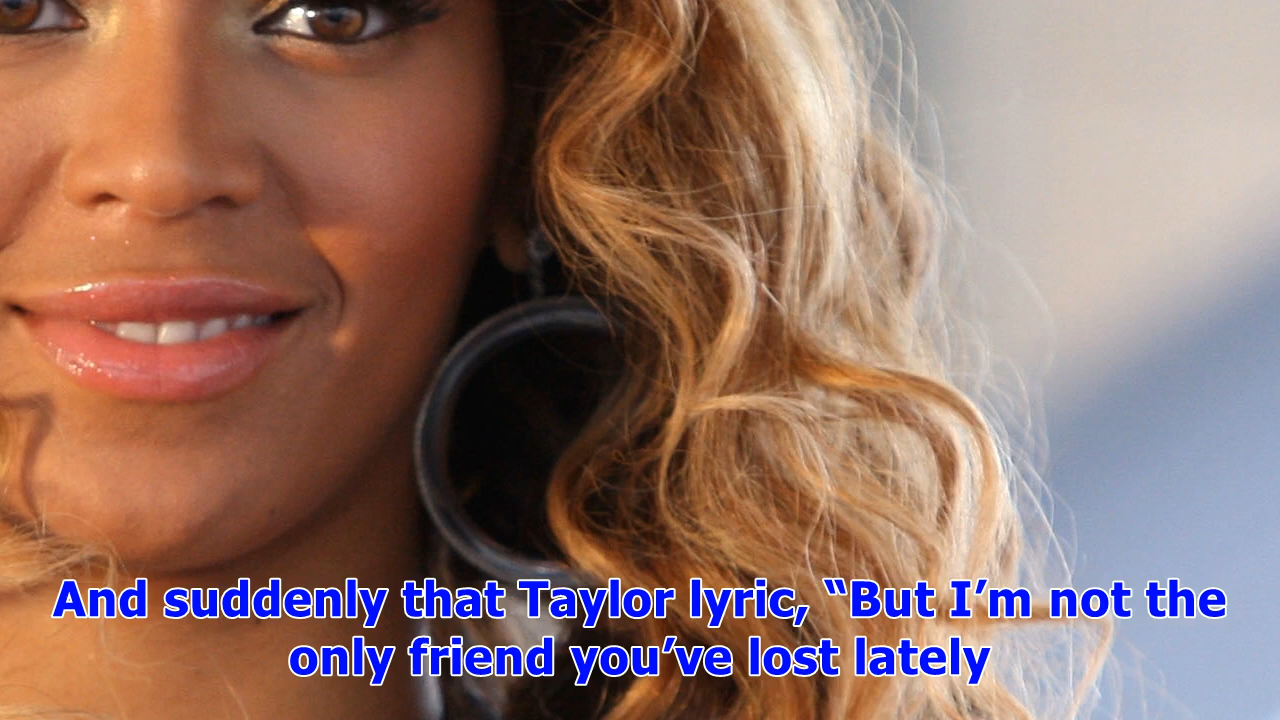 And suddenly that Taylor lyric, “But I’m not the
only friend you’ve lost lately